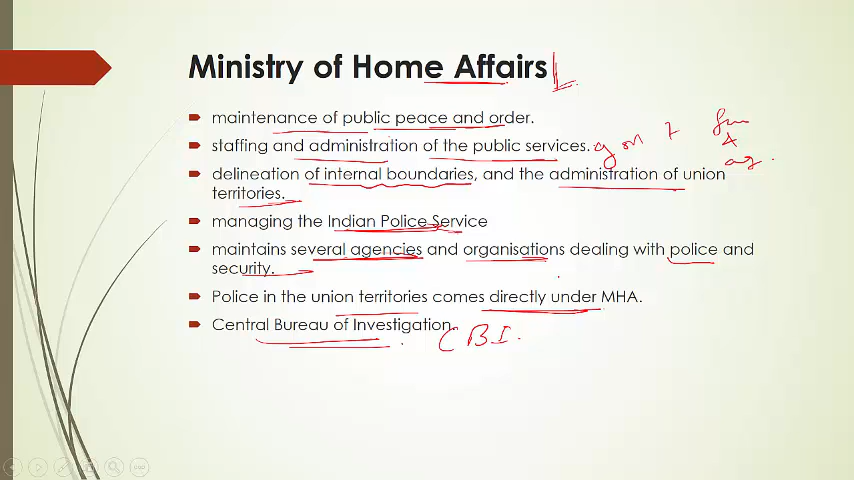 Ministry of Home Affairs
maintenance of public peace and order.
staffing and administration of the public services.
delineation of internal boundaries, and the administration of union
territories.
managing the Indian Police Service
maintains several agencies and organisations dealing with police and
security.
Police in the union territories comes directly under MHA.
Central Bureau of Investigation. CBI.